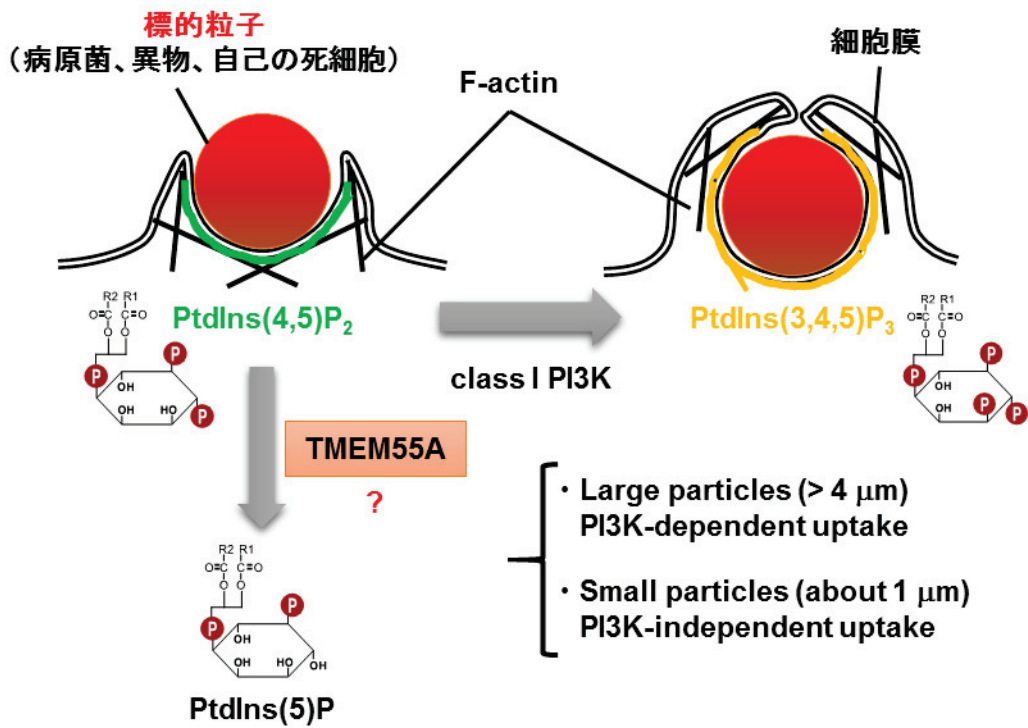 標的粒子
(病原菌、異物、自己の死細胞)
細胞膜
F-actin
PtdIns(4,5)P₂
PtdIns(3,4,5)P₃
class I PI3K
R2 R1
O=C C=O
O O
P P
OH
OH HO P
R2 R1
O=C C=O
O O
P P
OH
OH P P
TMEM55A
?
・Large particles (> 4 μm)
PI3K-dependent uptake
・Small particles (about 1 μm)
PI3K-independent uptake
R2 R1
O=C C=O
O O
P P
OH
OH HO OH
PtdIns(5)P